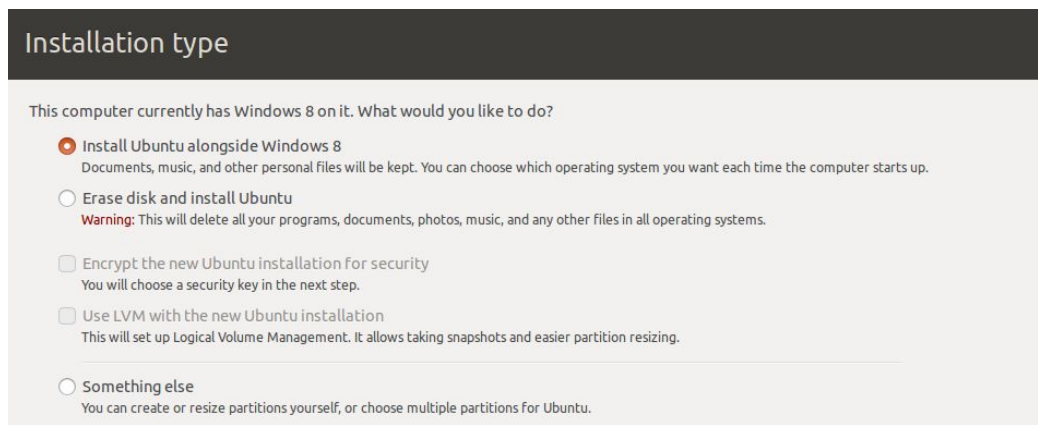 Installation type
This computer currently has Windows 8 on it. What would you like to do?
Install Ubuntu alongside Windows 8
Documents, music, and other personal files will be kept. You can choose which operating system you want each time the computer starts up.
Erase disk and install Ubuntu
Warning: This will delete all your programs, documents, photos, music, and any other files in all operating systems.
Encrypt the new Ubuntu installation for security
You will choose a security key in the next step.
Use LVM with the new Ubuntu installation
This will set up Logical Volume Management. It allows taking snapshots and easier partition resizing.
Something else
You can create or resize partitions yourself, or choose multiple partitions for Ubuntu.